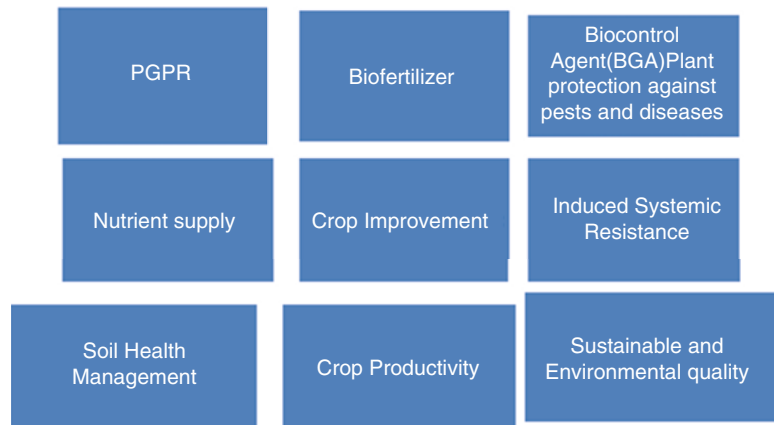 PGPR
Biofertilizer
Biocontrol
Agent(BGA)Plant
protection against
pests and diseases
Nutrient supply
Crop Improvement
Induced Systemic
Resistance
Soil Health
Management
Crop Productivity
Sustainable and
Environmental quality